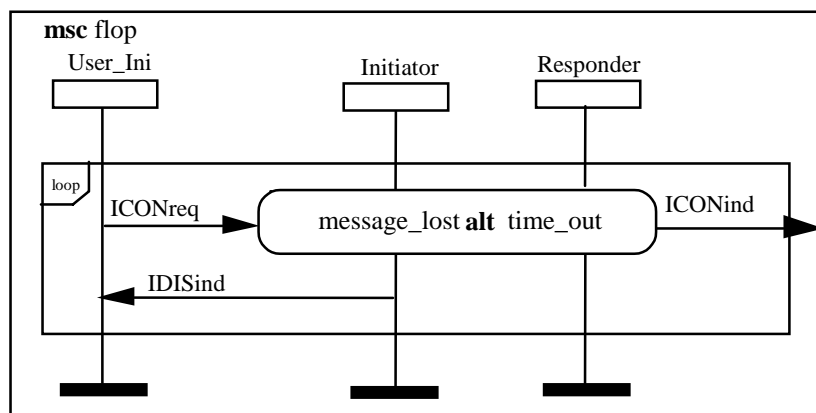 msc flop
User_Ini
Initiator
Responder
loop
ICONreq
message_lost alt time_out
ICONind
IDISind